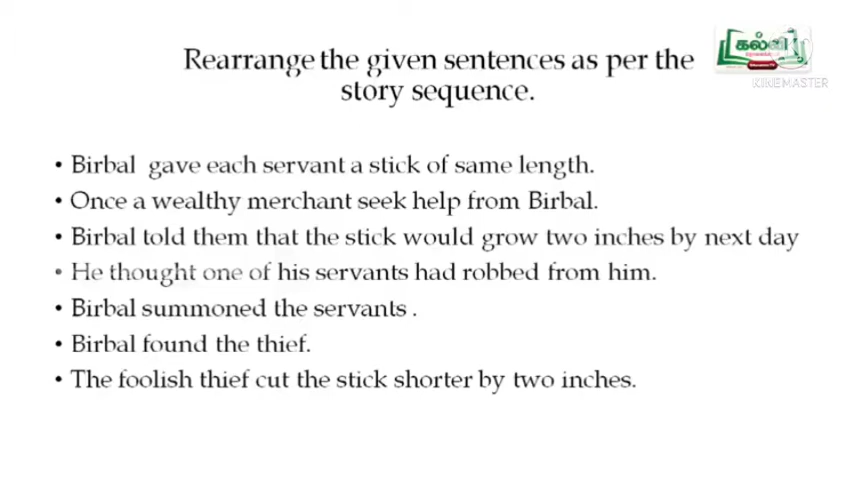 கல்வி
KINEMASTER
Rearrange the given sentences as per the
story sequence.
• Birbal gave each servant a stick of same length.
• Once a wealthy merchant seek help from Birbal.
• Birbal told them that the stick would grow two inches by next day
• He thought one of his servants had robbed from him.
• Birbal summoned the servants .
• Birbal found the thief.
• The foolish thief cut the stick shorter by two inches.